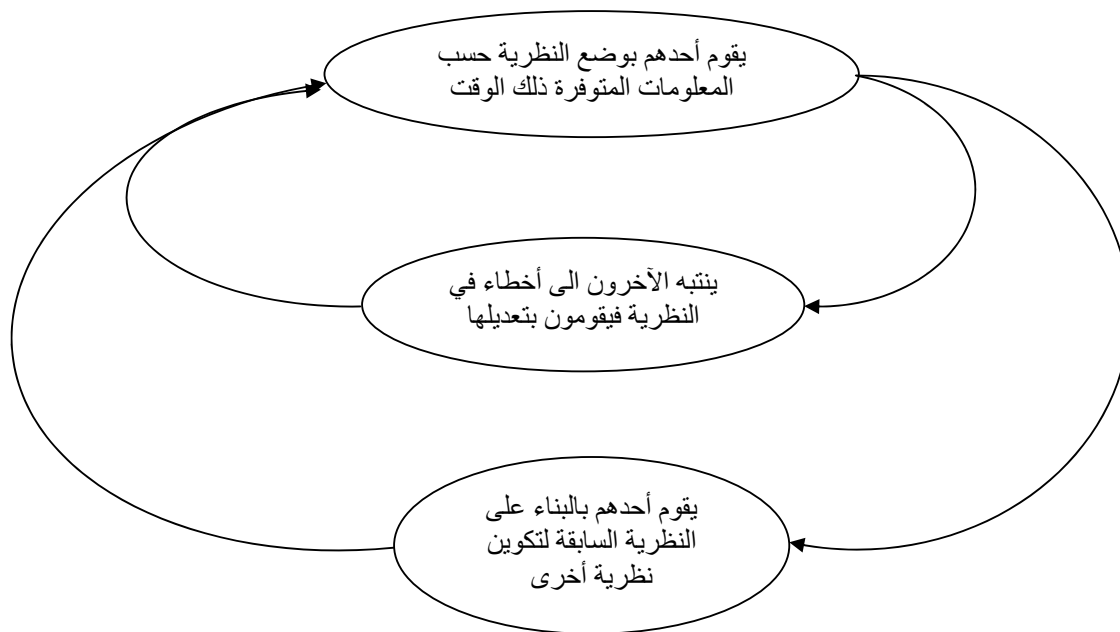 يقوم أحدهم بوضع النظرية حسب
المعلومات المتوفرة ذلك الوقت
ينتبه الآخرون الى أخطاء في
النظرية فيقومون بتعديلها
يقوم أحدهم بالبناء على
النظرية السابقة لتكوين
نظرية أخرى